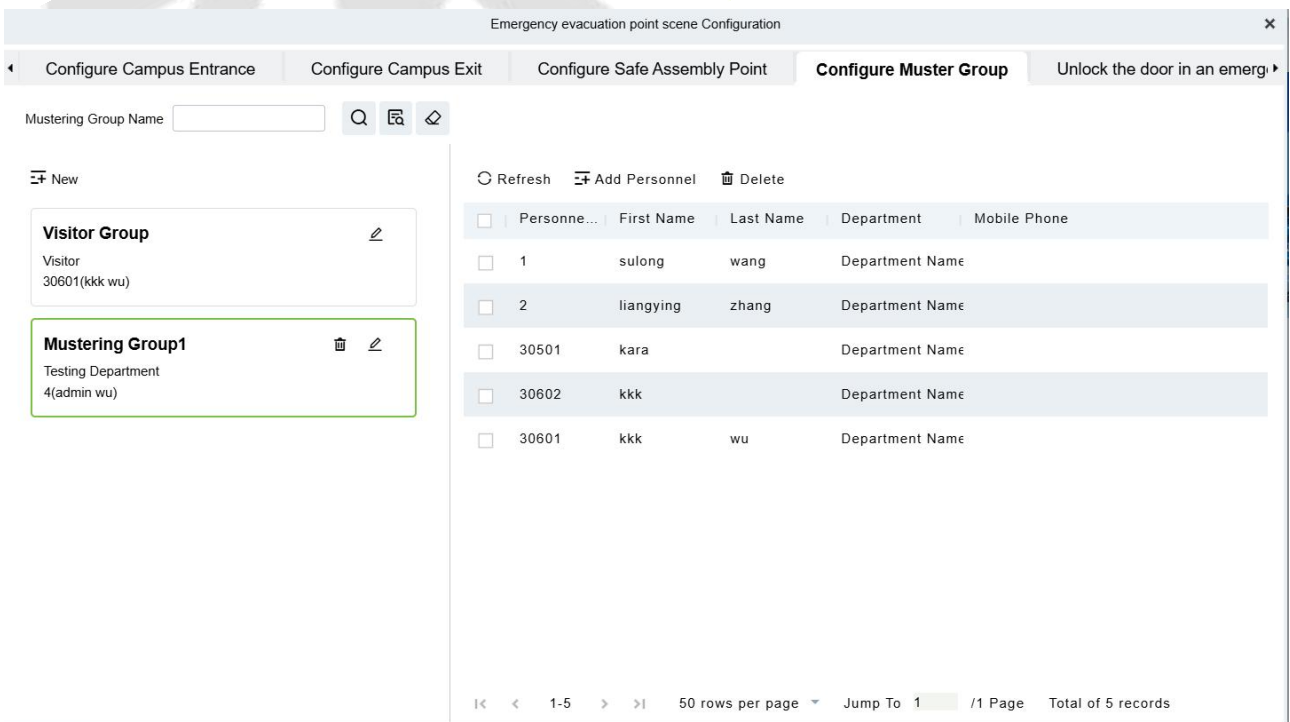 Emergency evacuation point scene Configuration
Configure Campus Entrance Configure Campus Exit Configure Safe Assembly Point Configure Muster Group Unlock the door in an emerg
Mustering Group Name
New
Visitor Group
Visitor
30601(kkk wu)
Mustering Group1
Testing Department
4(admin wu)
Refresh Add Personnel Delete
Personne... First Name Last Name Department Mobile Phone
1 sulong wang Department Name
2 liangying zhang Department Name
30501 kara Department Name
30602 kkk Department Name
30601 kkk wu Department Name
1-5 50 rows per page Jump To 1 /1 Page Total of 5 records